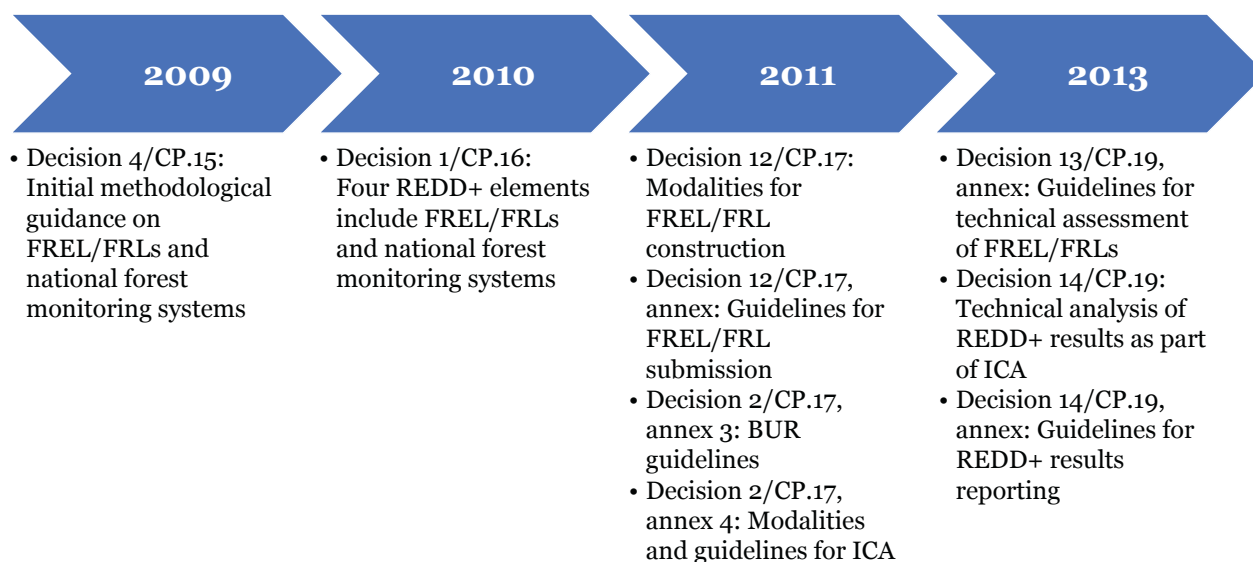 2009
• Decision 4/CP.15:
Initial methodological
guidance on
FREL/FRLs and
national forest
monitoring systems
2010
• Decision 1/CP.16:
Four REDD+ elements
include FREL/FRLs
and national forest
monitoring systems
2011
• Decision 12/CP.17:
Modalities for
FREL/FRL
construction
• Decision 12/CP.17,
annex: Guidelines for
FREL/FRL
submission
• Decision 2/CP.17,
annex 3: BUR
guidelines
• Decision 2/CP.17,
annex 4: Modalities
and guidelines for ICA
2013
• Decision 13/CP.19,
annex: Guidelines for
technical assessment
of FREL/FRLs
• Decision 14/CP.19:
Technical analysis of
REDD+ results as part
of ICA
• Decision 14/CP.19,
annex: Guidelines for
REDD+ results
reporting